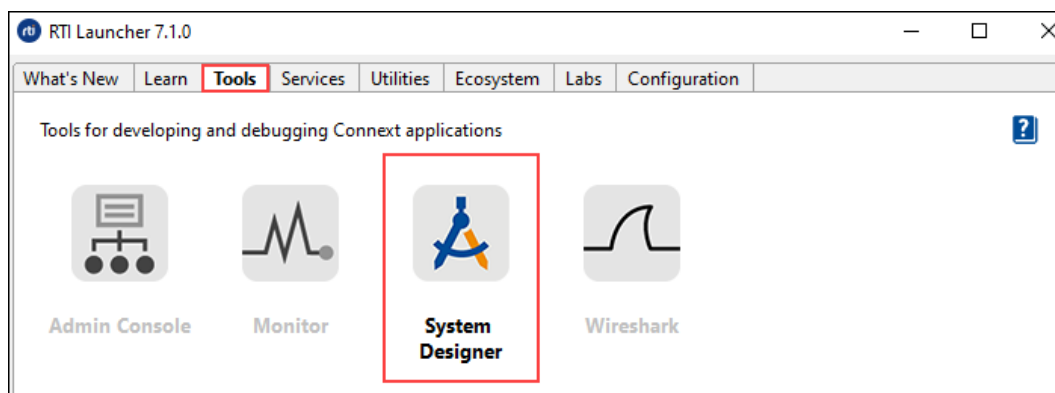 rti RTI Launcher 7.1.0
What's New Learn Tools Services Utilities Ecosystem Labs Configuration
Tools for developing and debugging Connext applications ?
Admin Console Monitor System Wireshark
Designer